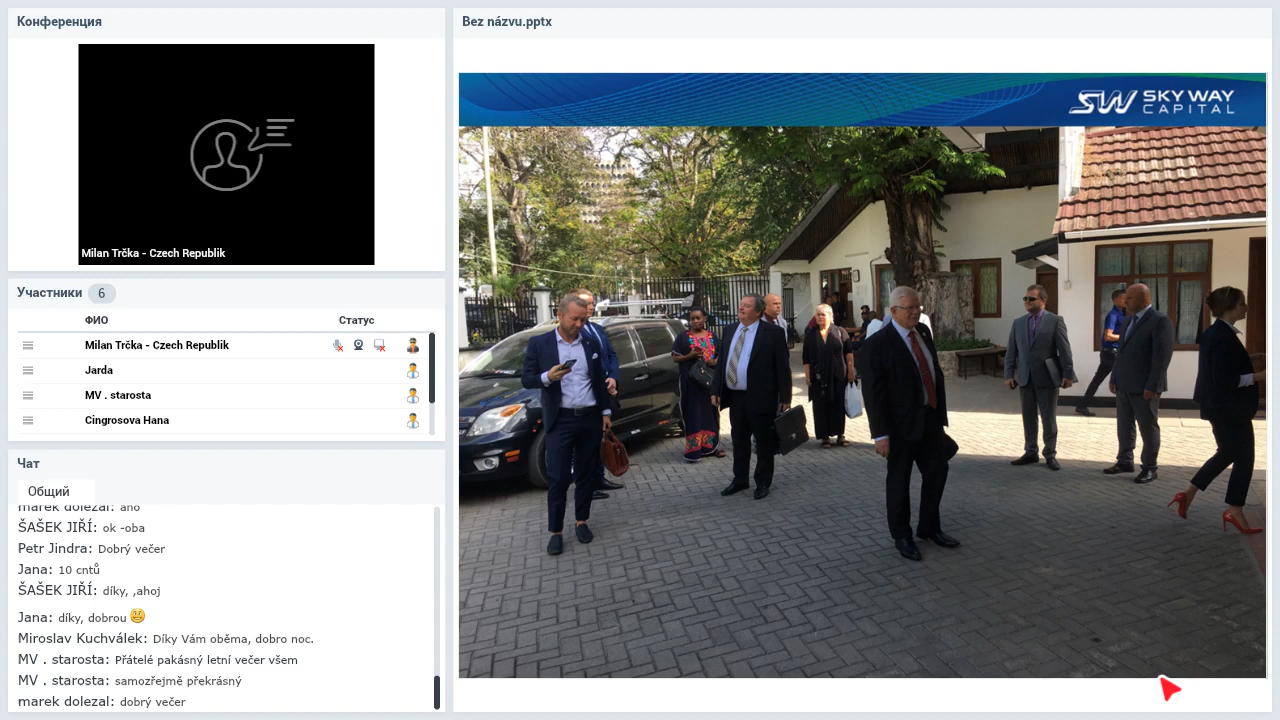 Конференция
Milan Trčka - Czech Republik
Участники 6
ФИО Статус
Milan Trčka - Czech Republik
Jarda
MV . starosta
Cingrosova Hana
Чат
Общий
marek dolezal: ano
ŠAŠEK JIŘÍ: ok -oba
Petr Jindra: Dobrý večer
Jana: 10 cntů
ŠAŠEK JIŘÍ: díky, ,ahoj
Jana: díky, dobrou
Miroslav Kuchválek: Díky Vám oběma, dobro noc.
MV . starosta: Přátelé pakásný letní večer všem
MV . starosta: samozřejmě překrásný
marek dolezal: dobrý večer
Bez názvu.pptx
SW SKY WAY
CAPITAL